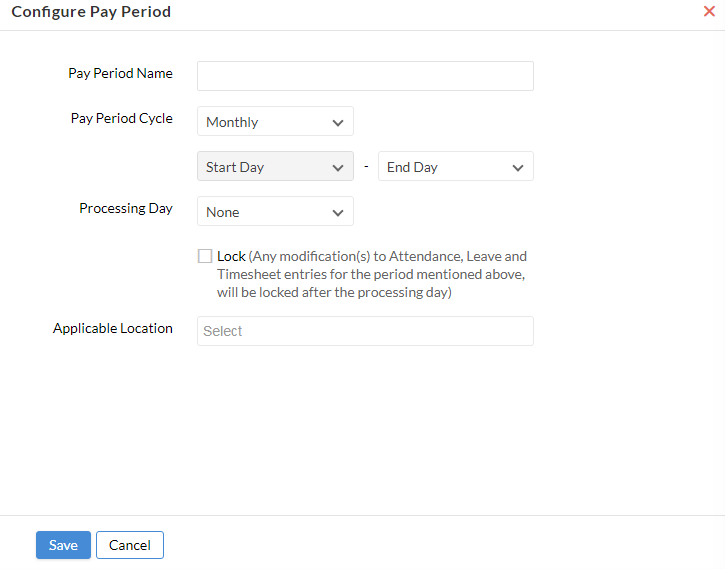 Configure Pay Period
Pay Period Name
Pay Period Cycle
Monthly
Start Day - End Day
Processing Day
None
Lock (Any modification(s) to Attendance, Leave and
Timesheet entries for the period mentioned above,
will be locked after the processing day)
Applicable Location
Select
Save
Cancel